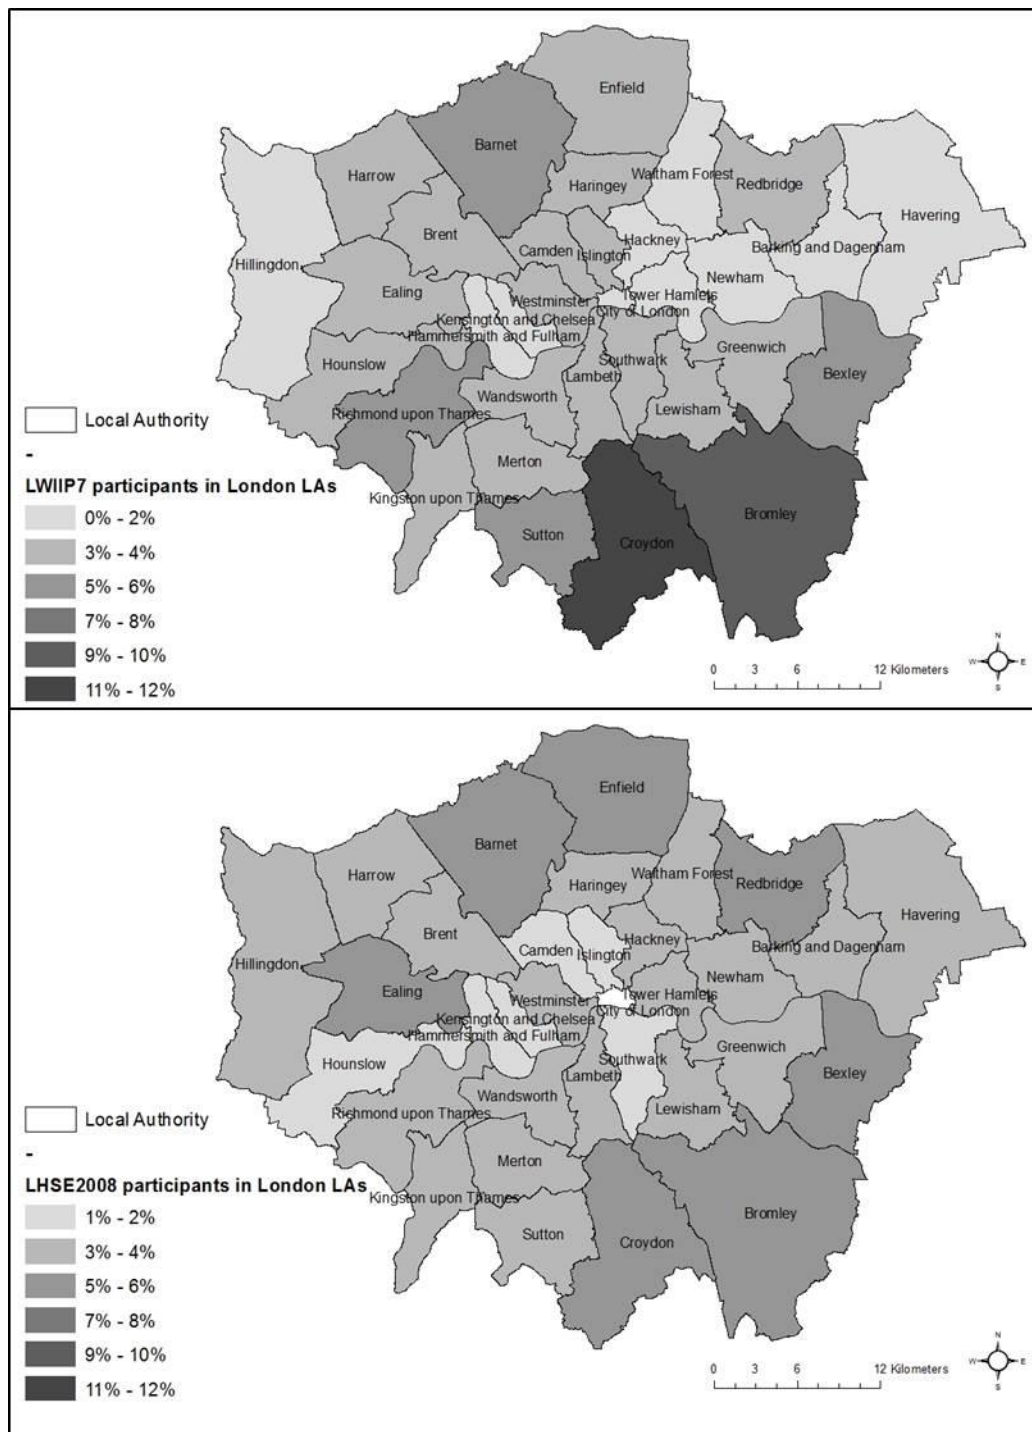 Enfield
Barnet
Harrow
Haringey
Waltham Forest
Redbridge
Havering
Brent
Camden
Islington
Hackney
Barking and Dagenham
Hillingdon
Ealing
Newham
Westminster
Tower Hamlets
City of London
Kensington and Chelsea
Hammersmith and Fulham
Hounslow
Southwark
Greenwich
Bexley
Lambeth
Wandsworth
Richmond upon Thames
Lewisham
Merton
Kingston upon Thames
Sutton
Croydon
Bromley
Local Authority
-
LWIIP7 participants in London LAs
0% - 2%
3% - 4%
5% - 6%
7% - 8%
9% - 10%
11% - 12%
N
W E
S
0 3 6 12 Kilometers
Enfield
Barnet
Harrow
Haringey
Waltham Forest
Redbridge
Havering
Brent
Camden
Islington
Hackney
Barking and Dagenham
Hillingdon
Ealing
Newham
Westminster
Tower Hamlets
City of London
Kensington and Chelsea
Hammersmith and Fulham
Hounslow
Southwark
Greenwich
Bexley
Lambeth
Wandsworth
Richmond upon Thames
Lewisham
Merton
Kingston upon Thames
Sutton
Croydon
Bromley
Local Authority
-
LHSE2008 participants in London LAs
1% - 2%
3% - 4%
5% - 6%
7% - 8%
9% - 10%
11% - 12%
N
W E
S
0 3 6 12 Kilometers